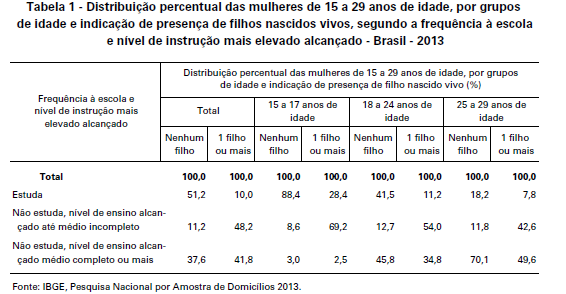 Tabela 1 - Distribuição percentual das mulheres de 15 a 29 anos de idade, por grupos
de idade e indicação de presença de filhos nascidos vivos, segundo a frequência à escola
e nível de instrução mais elevado alcançado - Brasil - 2013
Frequência à escola e
nível de instrução mais
elevado alcançado
Distribuição percentual das mulheres de 15 a 29 anos de idade, por grupos
de idade e indicação de presença de filho nascido vivo (%)
Total
15 a 17 anos de
idade
18 a 24 anos de
idade
25 a 29 anos de
idade
Nenhum
filho
1 filho
ou mais
Nenhum
filho
1 filho
ou mais
Nenhum
filho
1 filho
ou mais
Nenhum
filho
1 filho
ou mais
Total 100,0 100,0 100,0 100,0 100,0 100,0 100,0 100,0
Estuda 51,2 10,0 88,4 28,4 41,5 11,2 18,2 7,8
Não estuda, nível de ensino alcan-
çado até médio incompleto 11,2 48,2 8,6 69,2 12,7 54,0 11,8 42,6
Não estuda, nível de ensino alcan-
çado médio completo ou mais 37,6 41,8 3,0 2,5 45,8 34,8 70,1 49,6
Fonte: IBGE, Pesquisa Nacional por Amostra de Domicílios 2013.